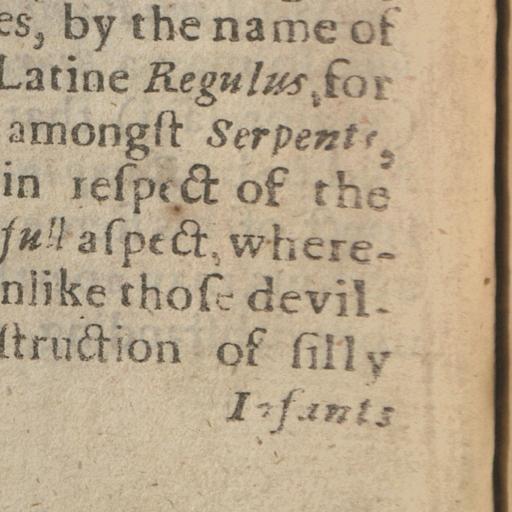 es, by the name of
Latine Regulus, for
amongſt Serpents,
in reſpect of the
full aſpect, where-
nlike thoſe devil-
ſtruction of ſilly
Infants